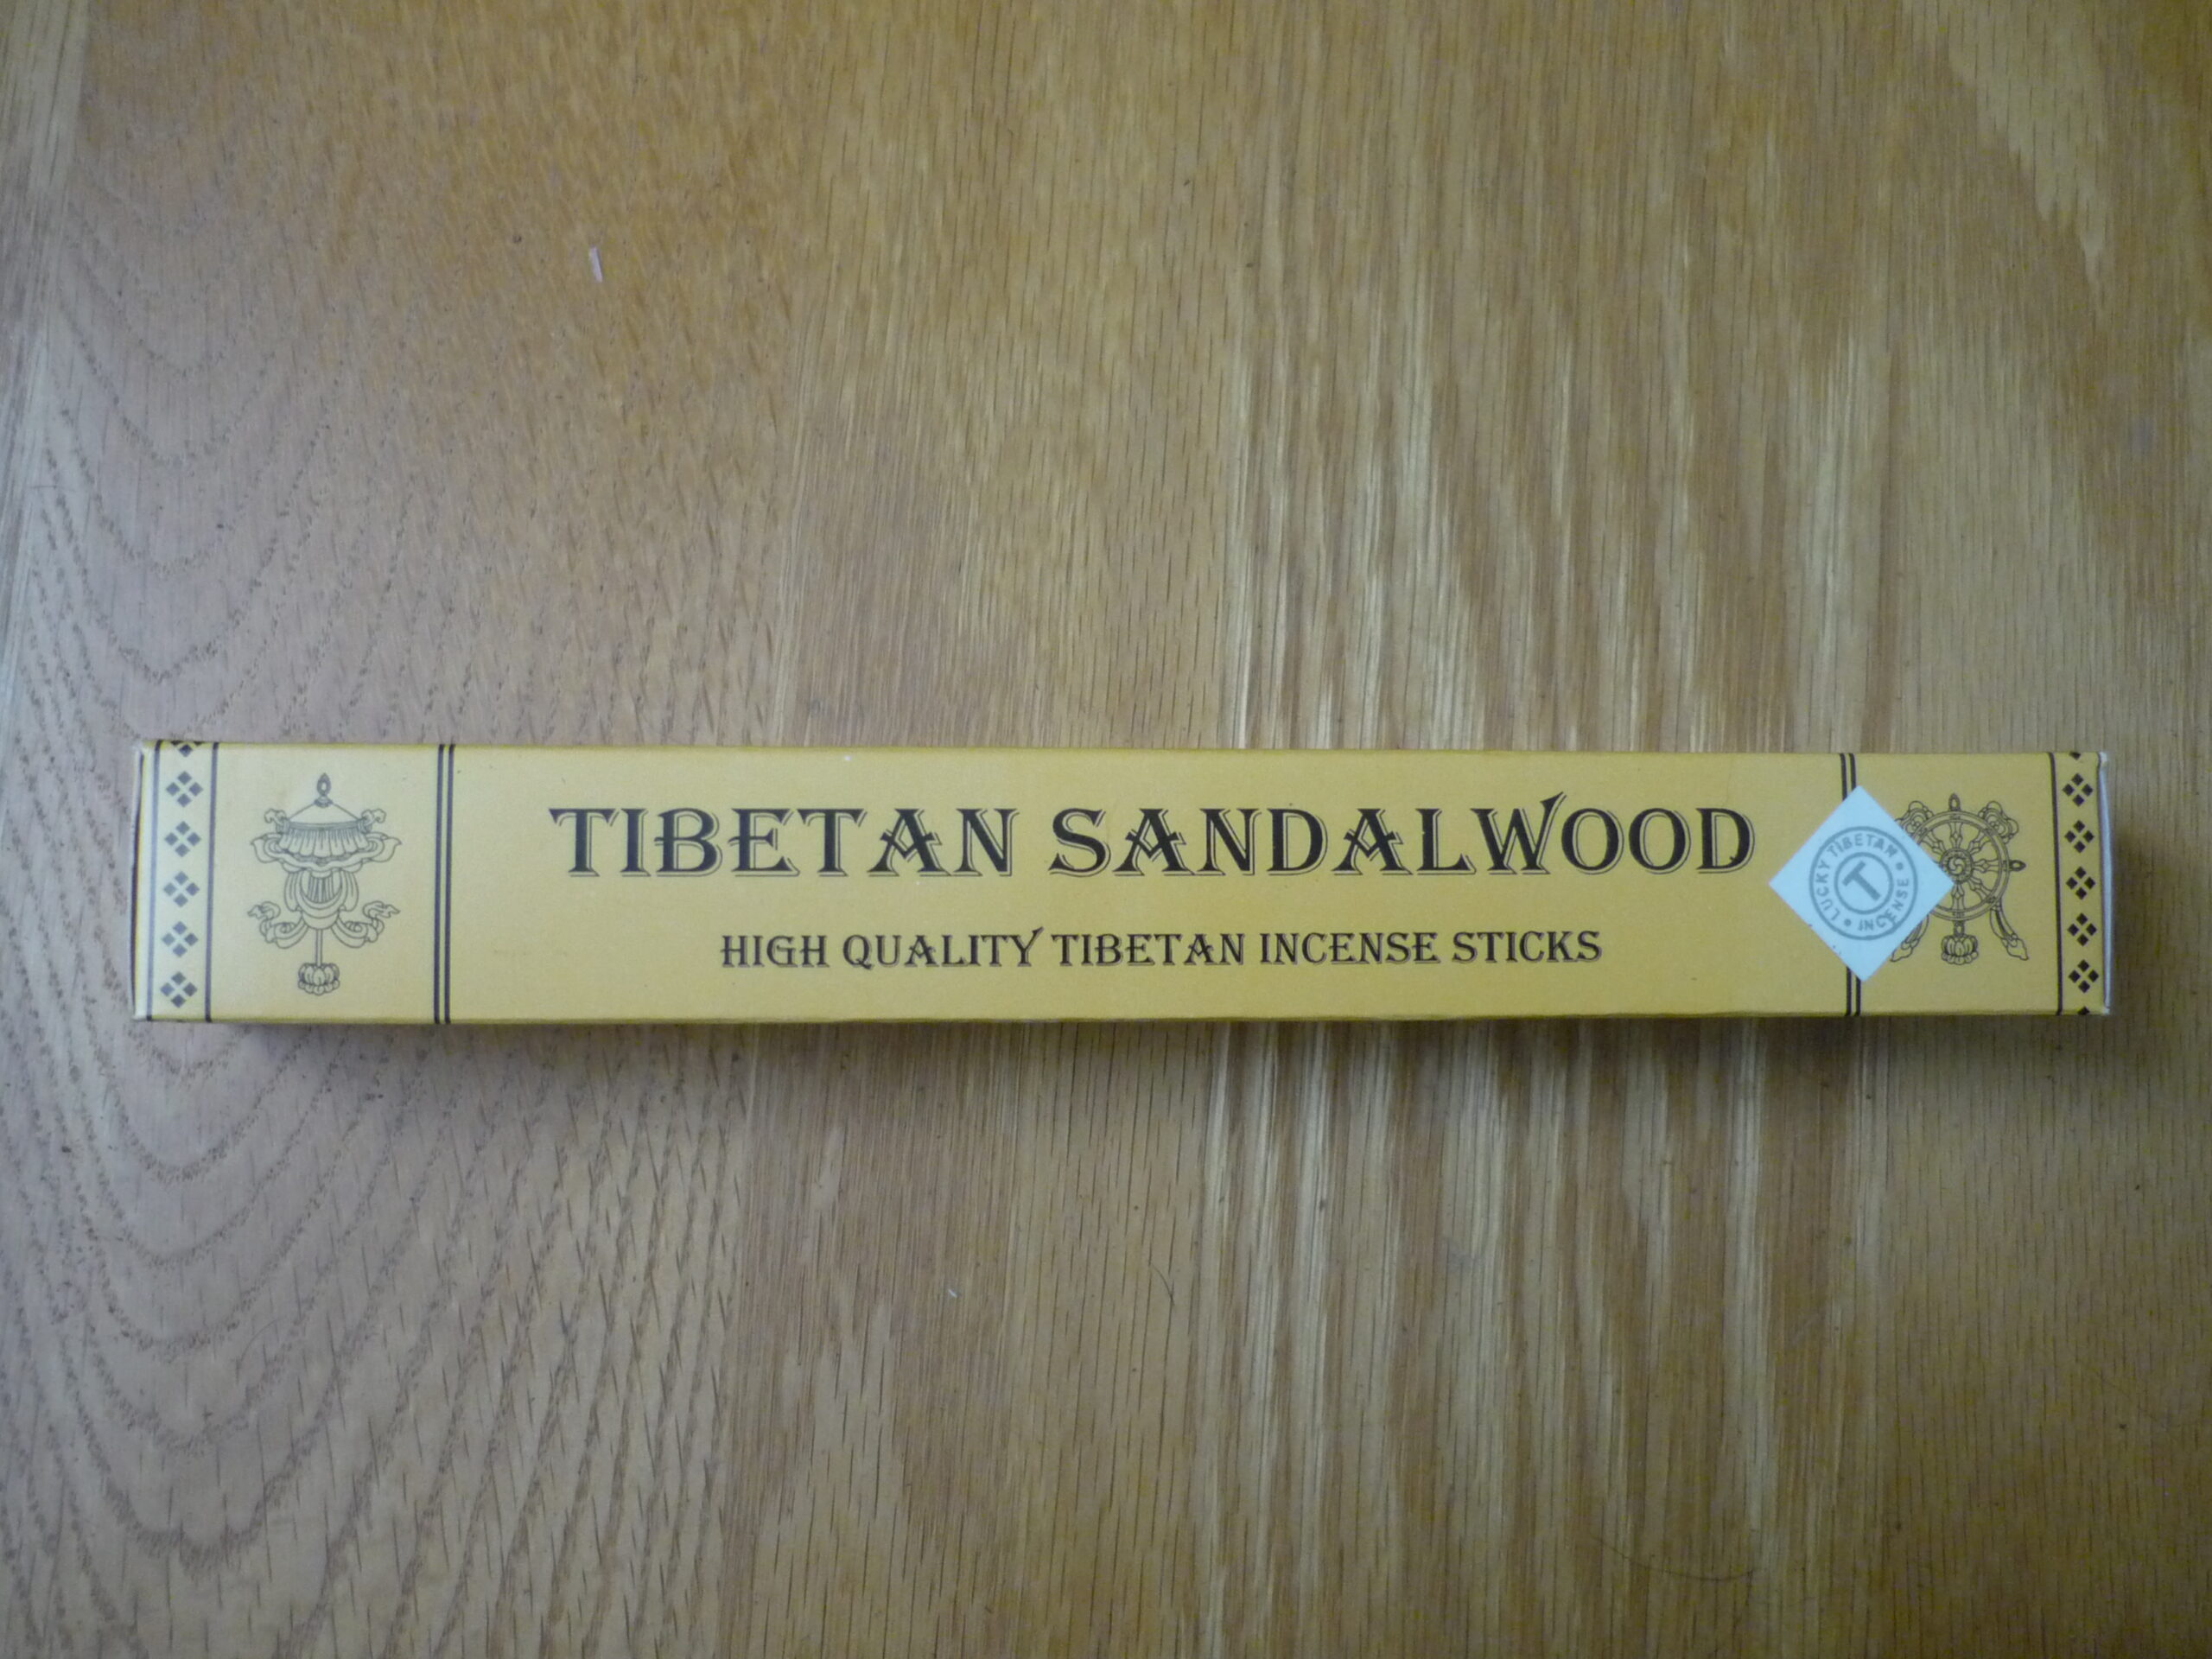 TIBETAN SANDALWOOD
HIGH QUALITY TIBETAN INCENSE STICKS
LUCKY TIBETAN
T
INCENSE